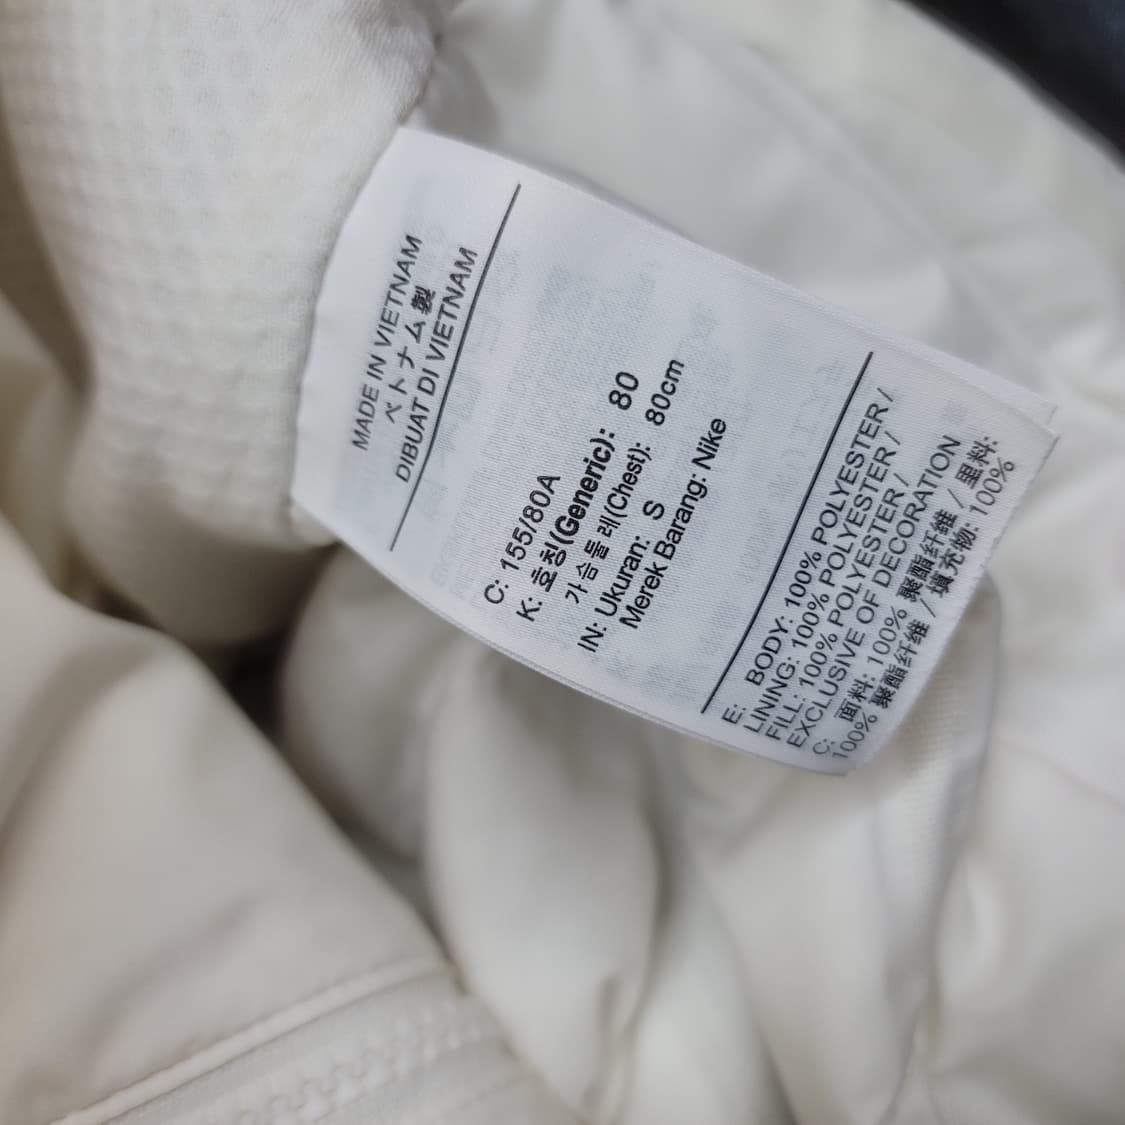 MADE IN VIETNAM
ベトナム製
DIBUAT DI VIETNAM
C: 155/80A
K: 호칭(Generic): 80
가슴둘레(Chest): 80cm
IN: Ukuran: S
Merek Barang: Nike
E: BODY: 100% POLYESTER /
LINING: 100% POLYESTER /
FILL: 100% POLYESTER /
EXCLUSIVE OF DECORATION
C: 面料: 100% 聚酯纤维 / 里料:
100% 聚酯纤维 / 填充物: 100%